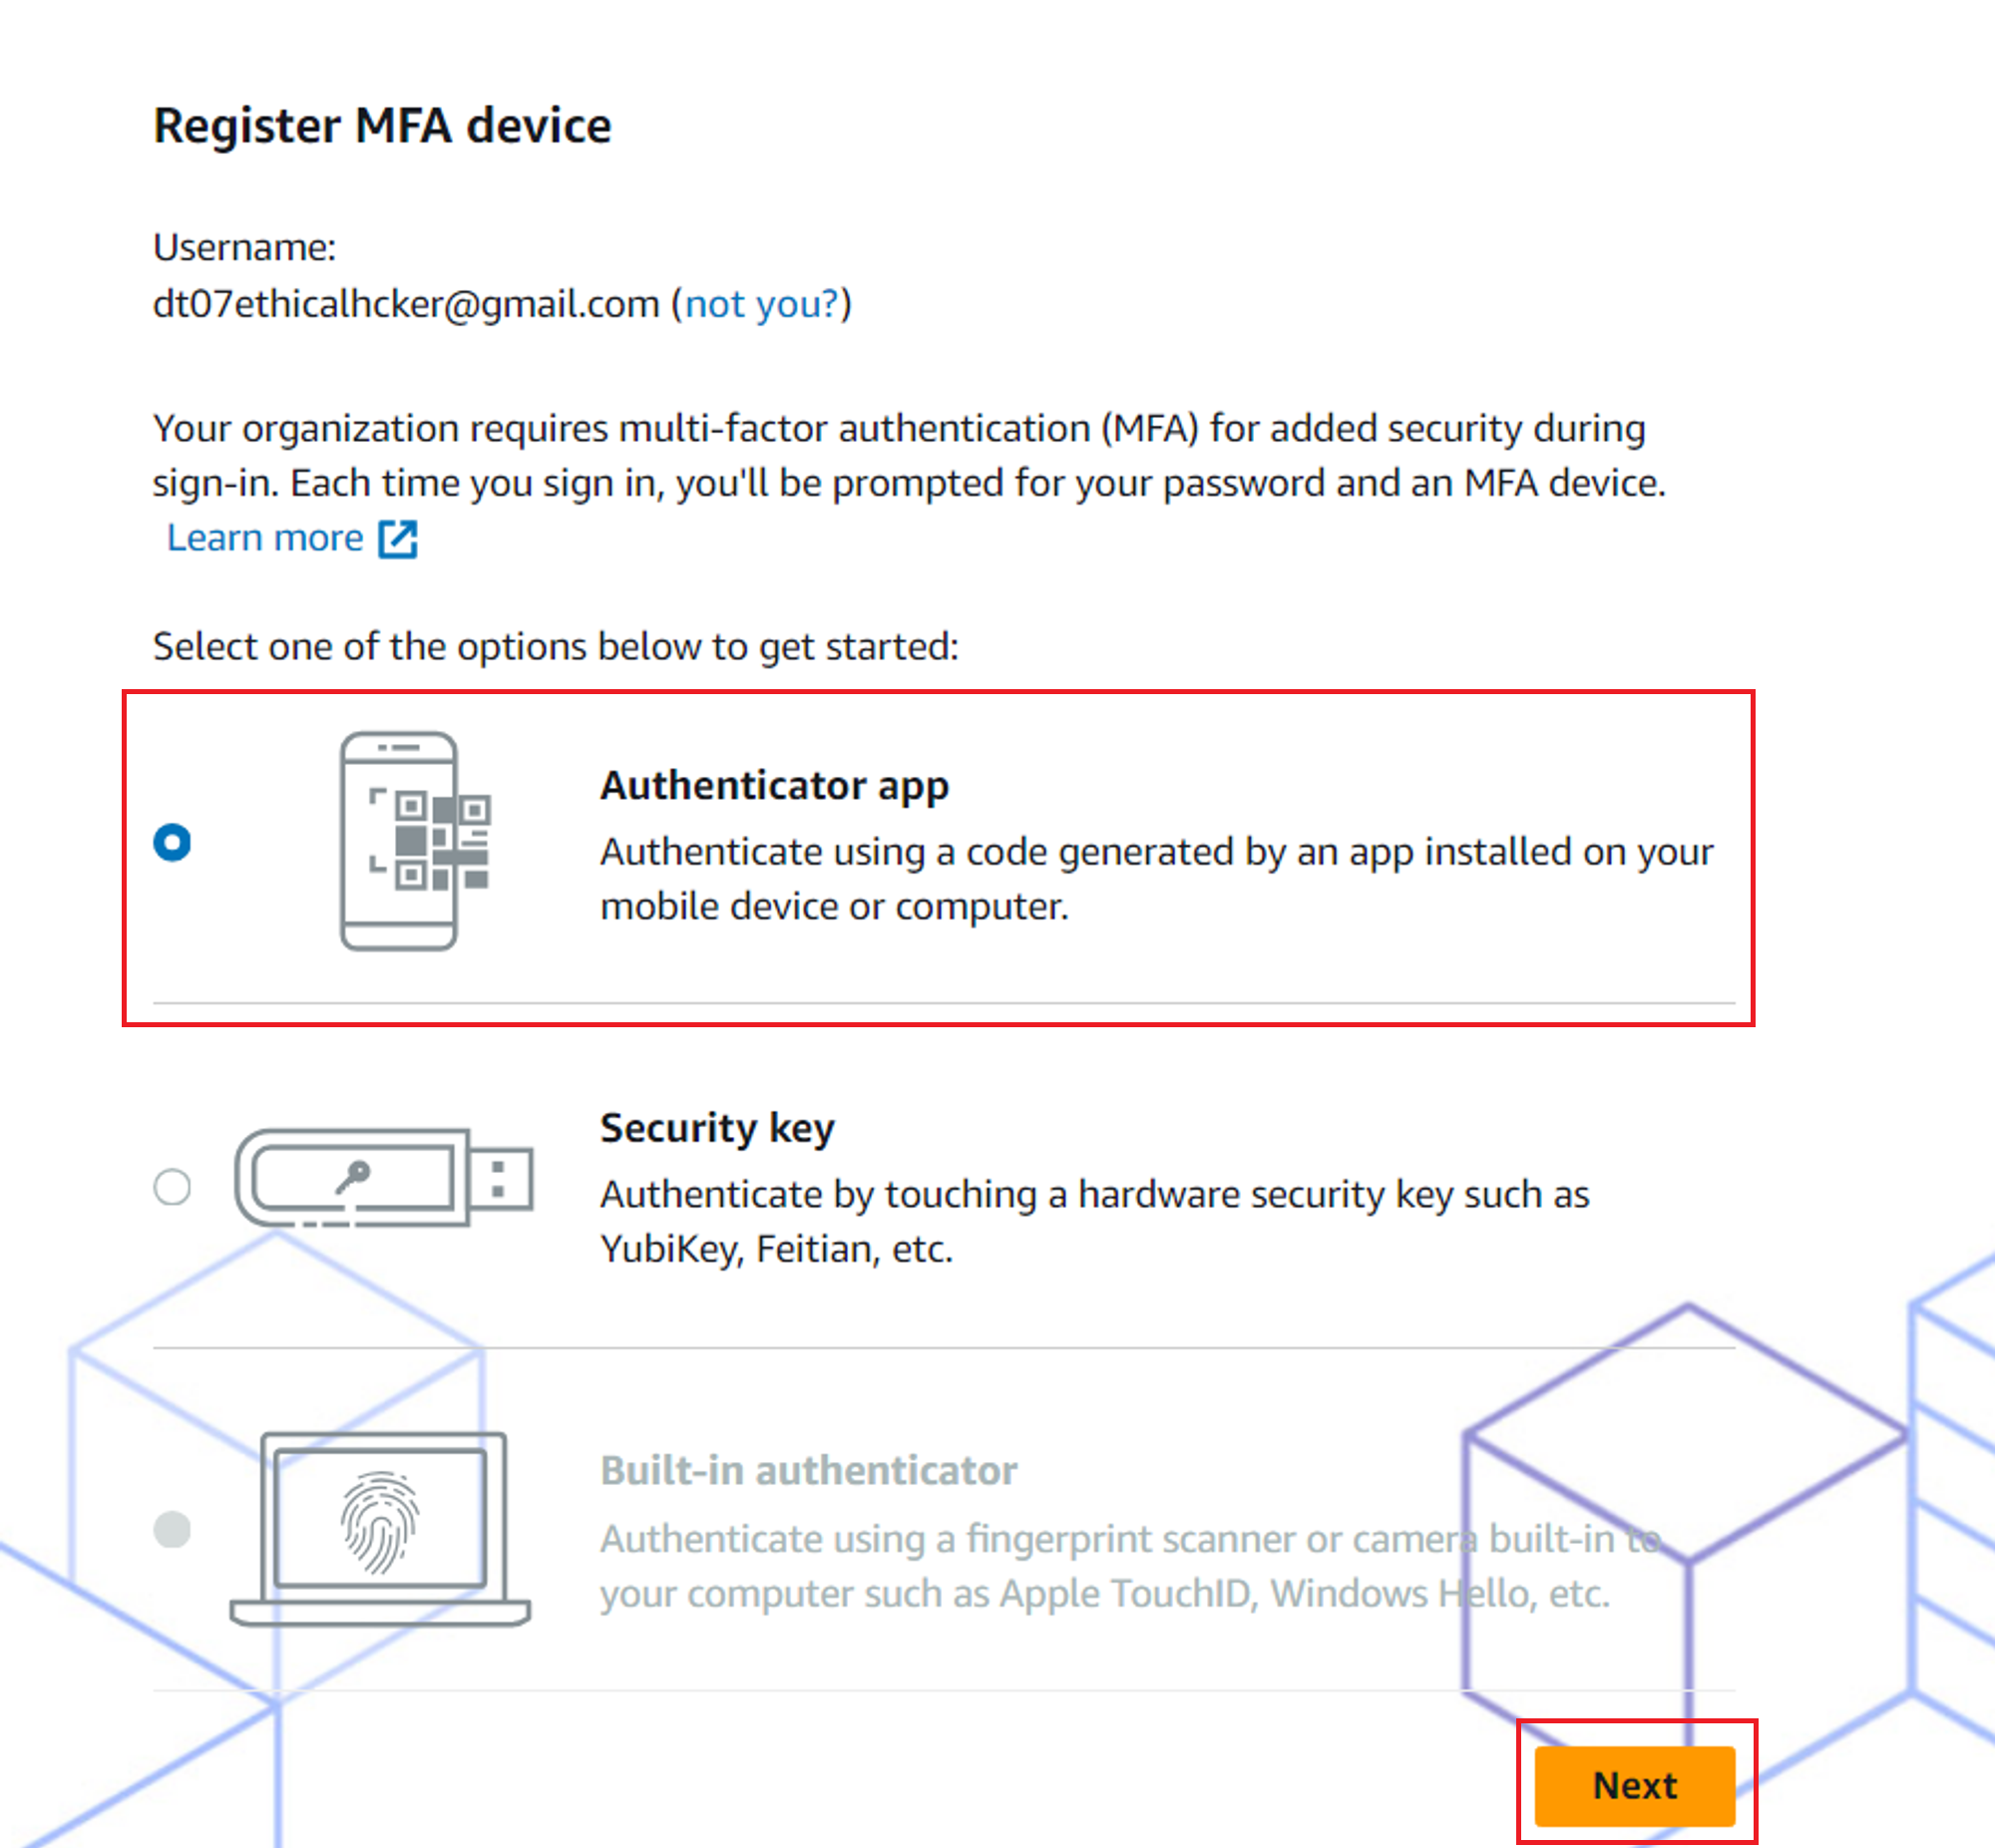 Register MFA device
Username:
dt07ethicalhcker@gmail.com (not you?)
Your organization requires multi-factor authentication (MFA) for added security during
sign-in. Each time you sign in, you'll be prompted for your password and an MFA device.
Learn more
Select one of the options below to get started:
Authenticator app
Authenticate using a code generated by an app installed on your
mobile device or computer.
Security key
Authenticate by touching a hardware security key such as
YubiKey, Feitian, etc.
Built-in authenticator
Authenticate using a fingerprint scanner or camera built-in to
your computer such as Apple TouchID, Windows Hello, etc.
Next